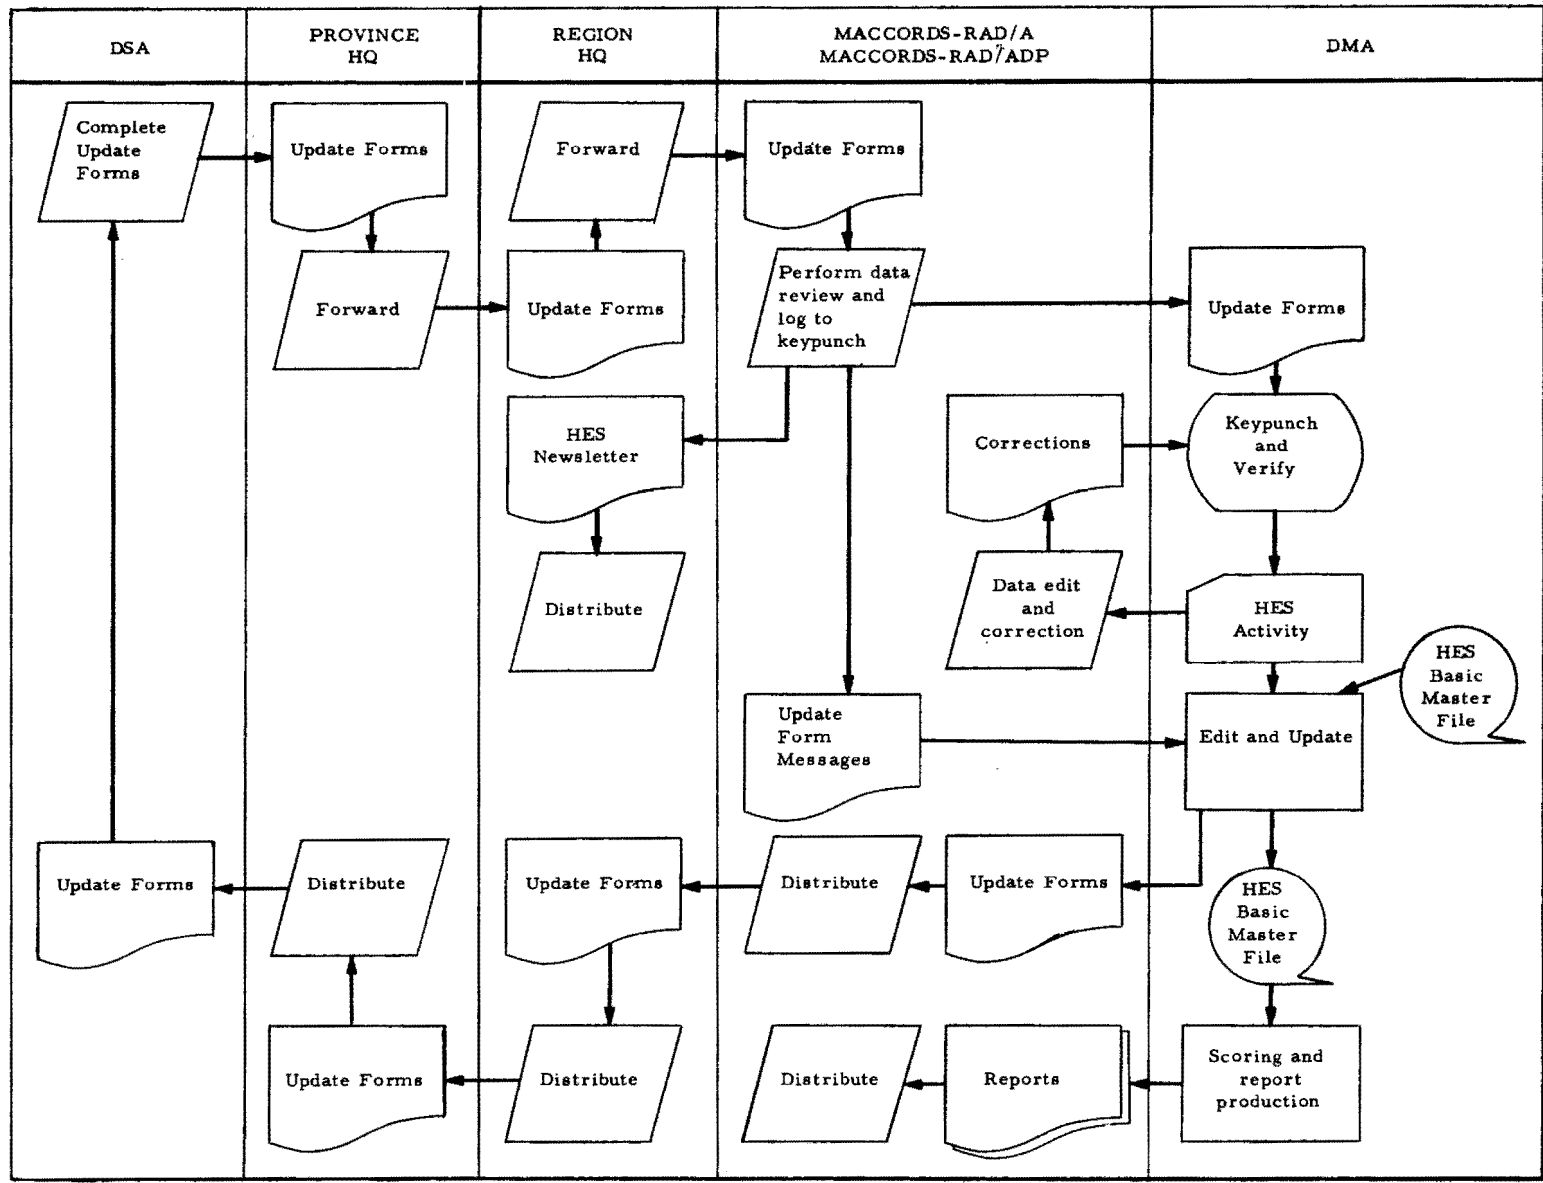 DSA
PROVINCE
HQ
REGION
HQ
MACCORDS-RAD/A
MACCORDS-RAD/ADP
DMA
Complete
Update
Forms
Update Forms
Forward
Update Forms
Forward
Update Forms
Perform data
review and
log to
keypunch
Update Forms
HES
Newsletter
Corrections
Keypunch
and
Verify
Distribute
Data edit
and
correction
HES
Activity
HES
Basic
Master
File
Update
Form
Messages
Edit and Update
Update Forms
Distribute
Update Forms
Distribute
Update Forms
HES
Basic
Master
File
Update Forms
Distribute
Distribute
Reports
Scoring and
report
production